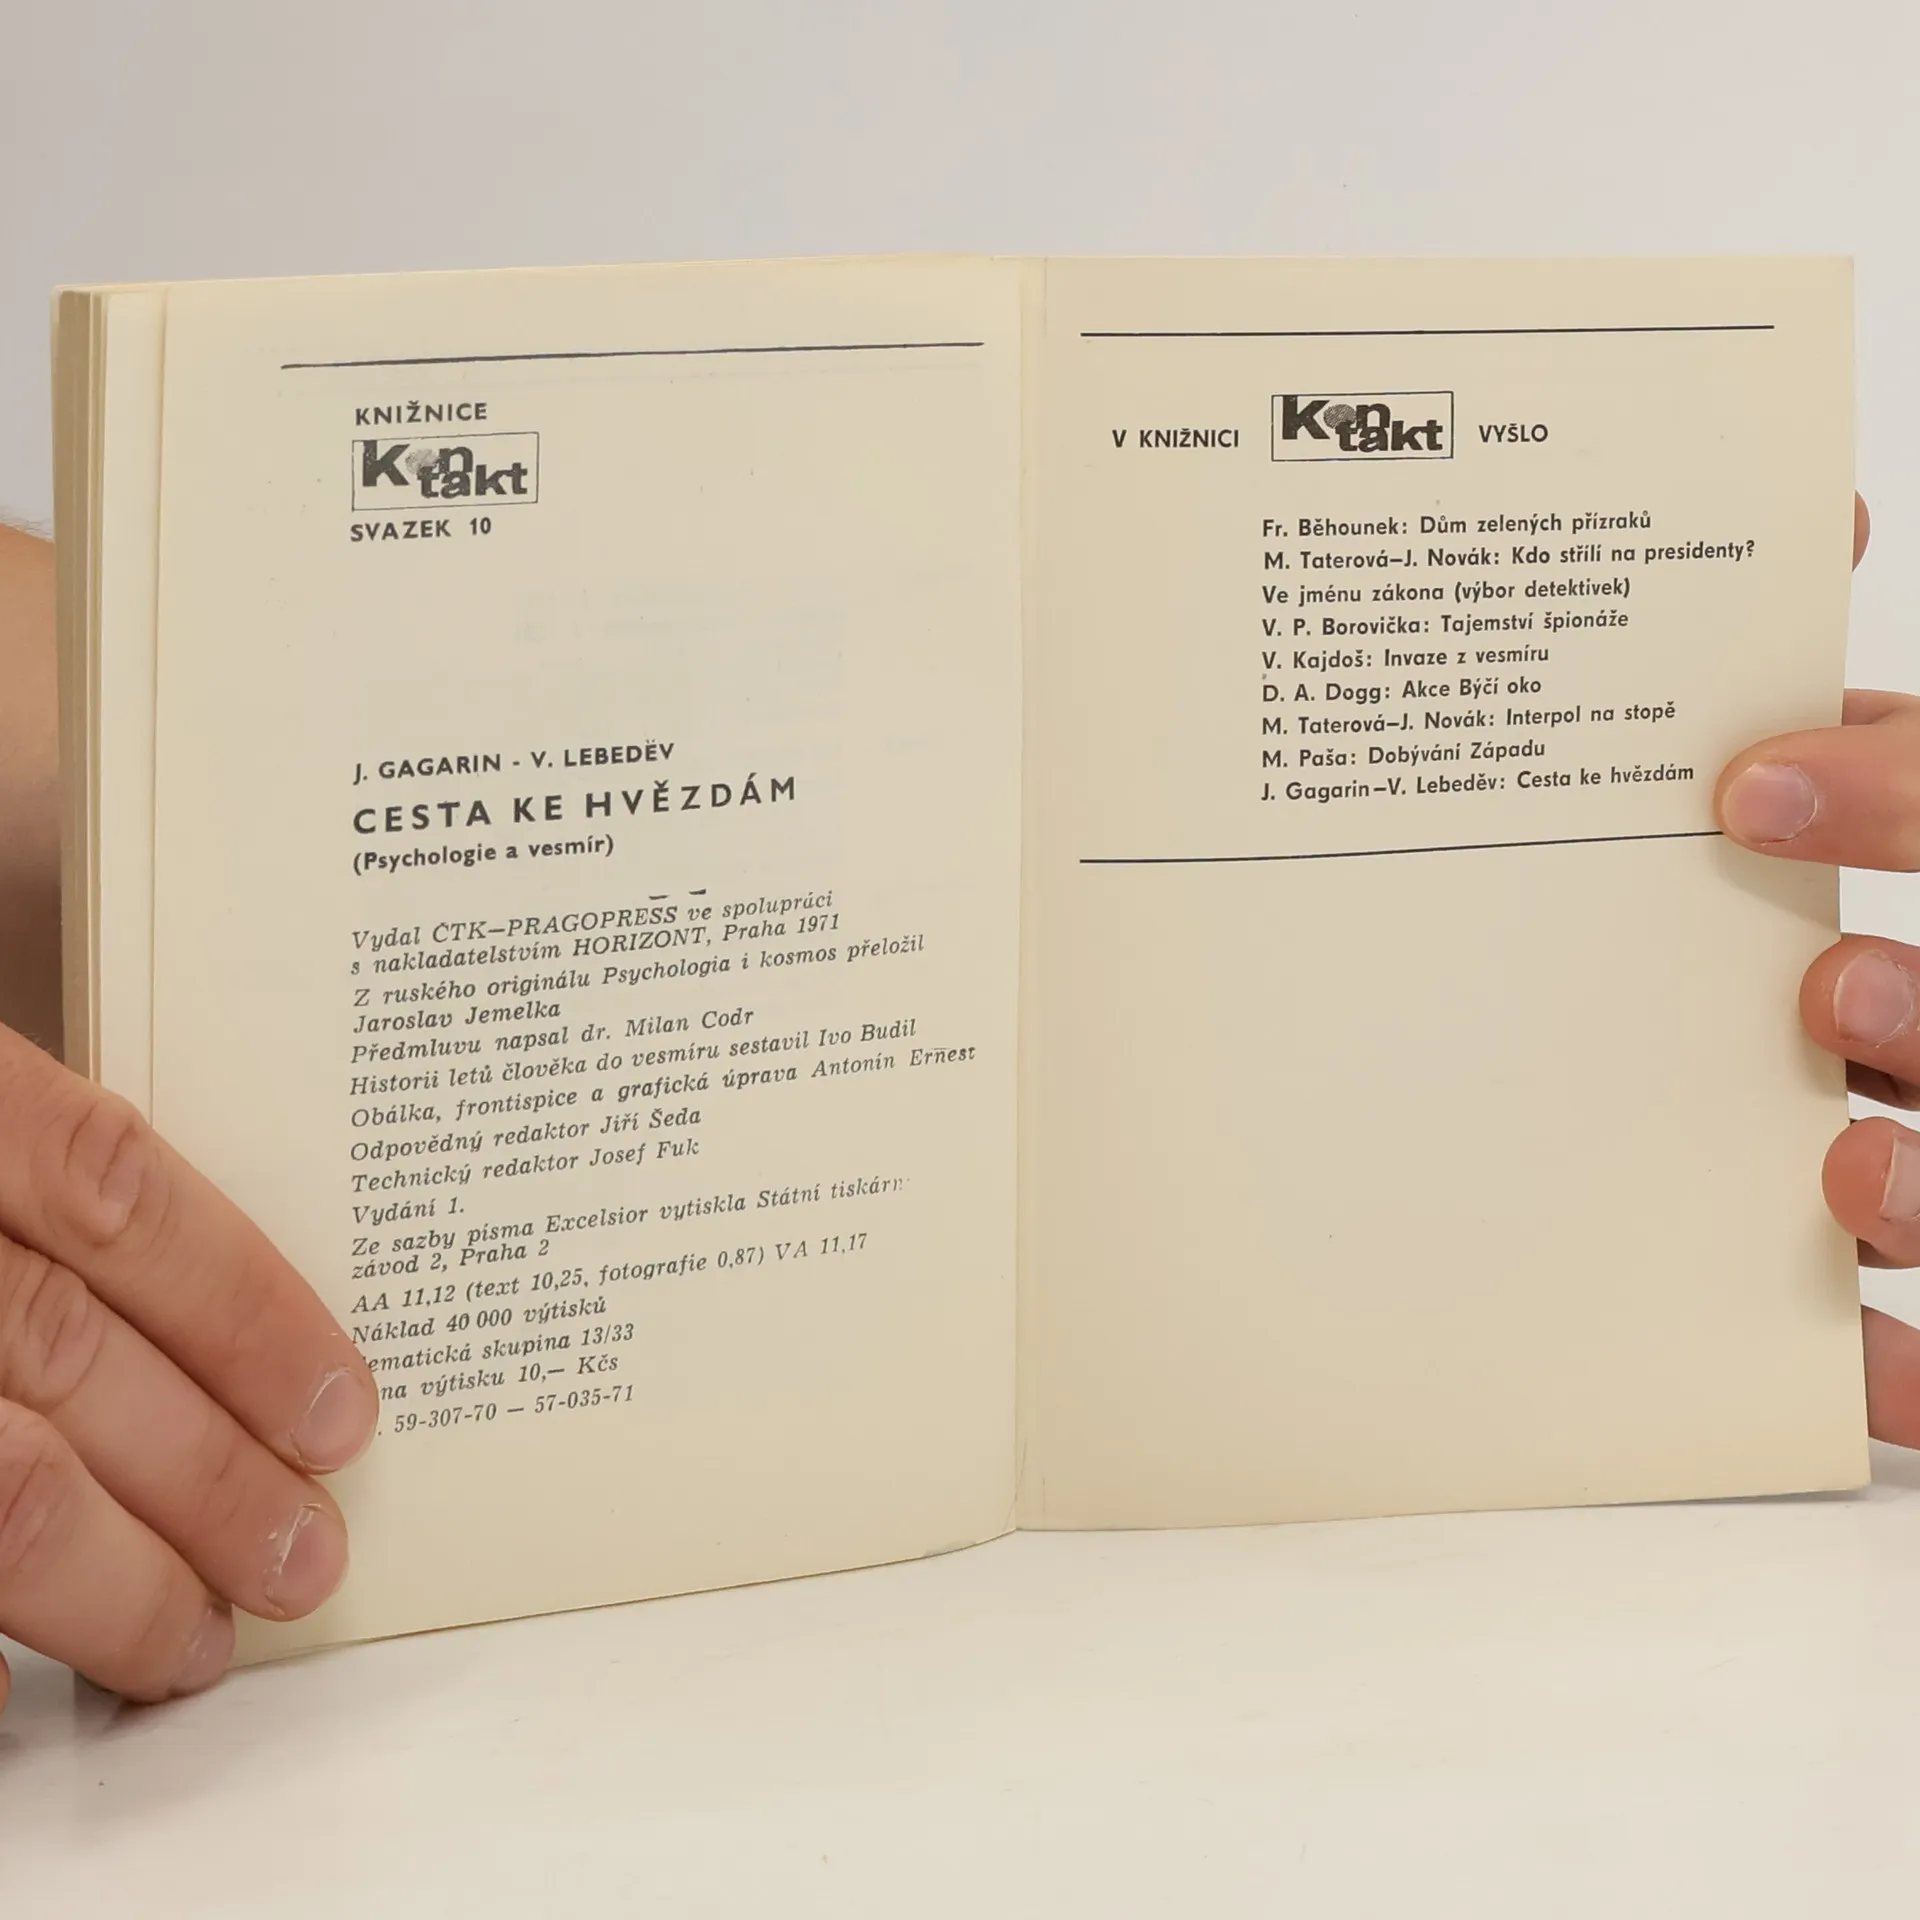 KNIŽNICE
Kontakt
SVAZEK 10
J. GAGARIN - V. LEBEDĚV
CESTA KE HVĚZDÁM
(Psychologie a vesmír)
Vydal ČTK—PRAGOPRESS ve spolupráci
s nakladatelstvím HORIZONT, Praha 1971
Z ruského originálu Psychologia i kosmos přeložil
Jaroslav Jemelka
Předmluvu napsal dr. Milan Codr
Historii letů člověka do vesmíru sestavil Ivo Budil
Obálka, frontispice a grafická úprava Antonín Ernest
Odpovědný redaktor Jiří Šeda
Technický redaktor Josef Fuk
Vydání 1.
Ze sazby písma Excelsior vytiskla Státní
závod 2, Praha 2
AA 11,12 (text 10,25, fotografie 0,87) VA 11,17
Náklad 40 000 výtisků
skupina 13/33
výtisku 10,— Kčs
59-307-70 — 57-035-71
V KNIŽNICI Kontakt VYŠLO
Fr. Běhounek: Dům zelených přízraků
M. Taterová–J. Novák: Kdo střílí na presidenty?
Ve jménu zákona (výbor detektivek)
V. P. Borovička: Tajemství špionáže
V. Kajdoš: Invaze z vesmíru
D. A. Dogg: Akce Býčí oko
M. Taterová–J. Novák: Interpol na stopě
M. Paša: Dobývání Západu
J. Gagarin–V. Lebeděv: Cesta ke hvězdám